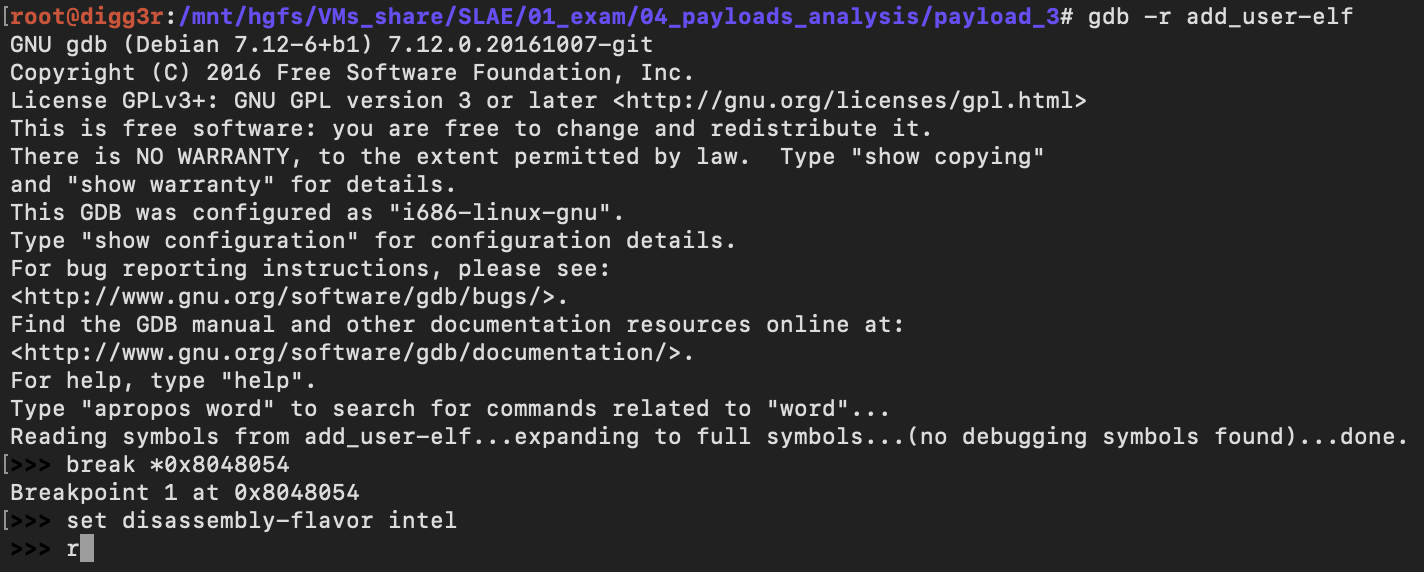 [root@digg3r:/mnt/hgfs/VMs_share/SLAE/01_exam/04_payloads_analysis/payload_3# gdb -r add_user-elf
GNU gdb (Debian 7.12-6+b1) 7.12.0.20161007-git
Copyright (C) 2016 Free Software Foundation, Inc.
License GPLv3+: GNU GPL version 3 or later <http://gnu.org/licenses/gpl.html>
This is free software: you are free to change and redistribute it.
There is NO WARRANTY, to the extent permitted by law.  Type "show copying"
and "show warranty" for details.
This GDB was configured as "i686-linux-gnu".
Type "show configuration" for configuration details.
For bug reporting instructions, please see:
<http://www.gnu.org/software/gdb/bugs/>.
Find the GDB manual and other documentation resources online at:
<http://www.gnu.org/software/gdb/documentation/>.
For help, type "help".
Type "apropos word" to search for commands related to "word"...
Reading symbols from add_user-elf...expanding to full symbols...(no debugging symbols found)...done.
[>>> break *0x8048054
Breakpoint 1 at 0x8048054
[>>> set disassembly-flavor intel
>>> r